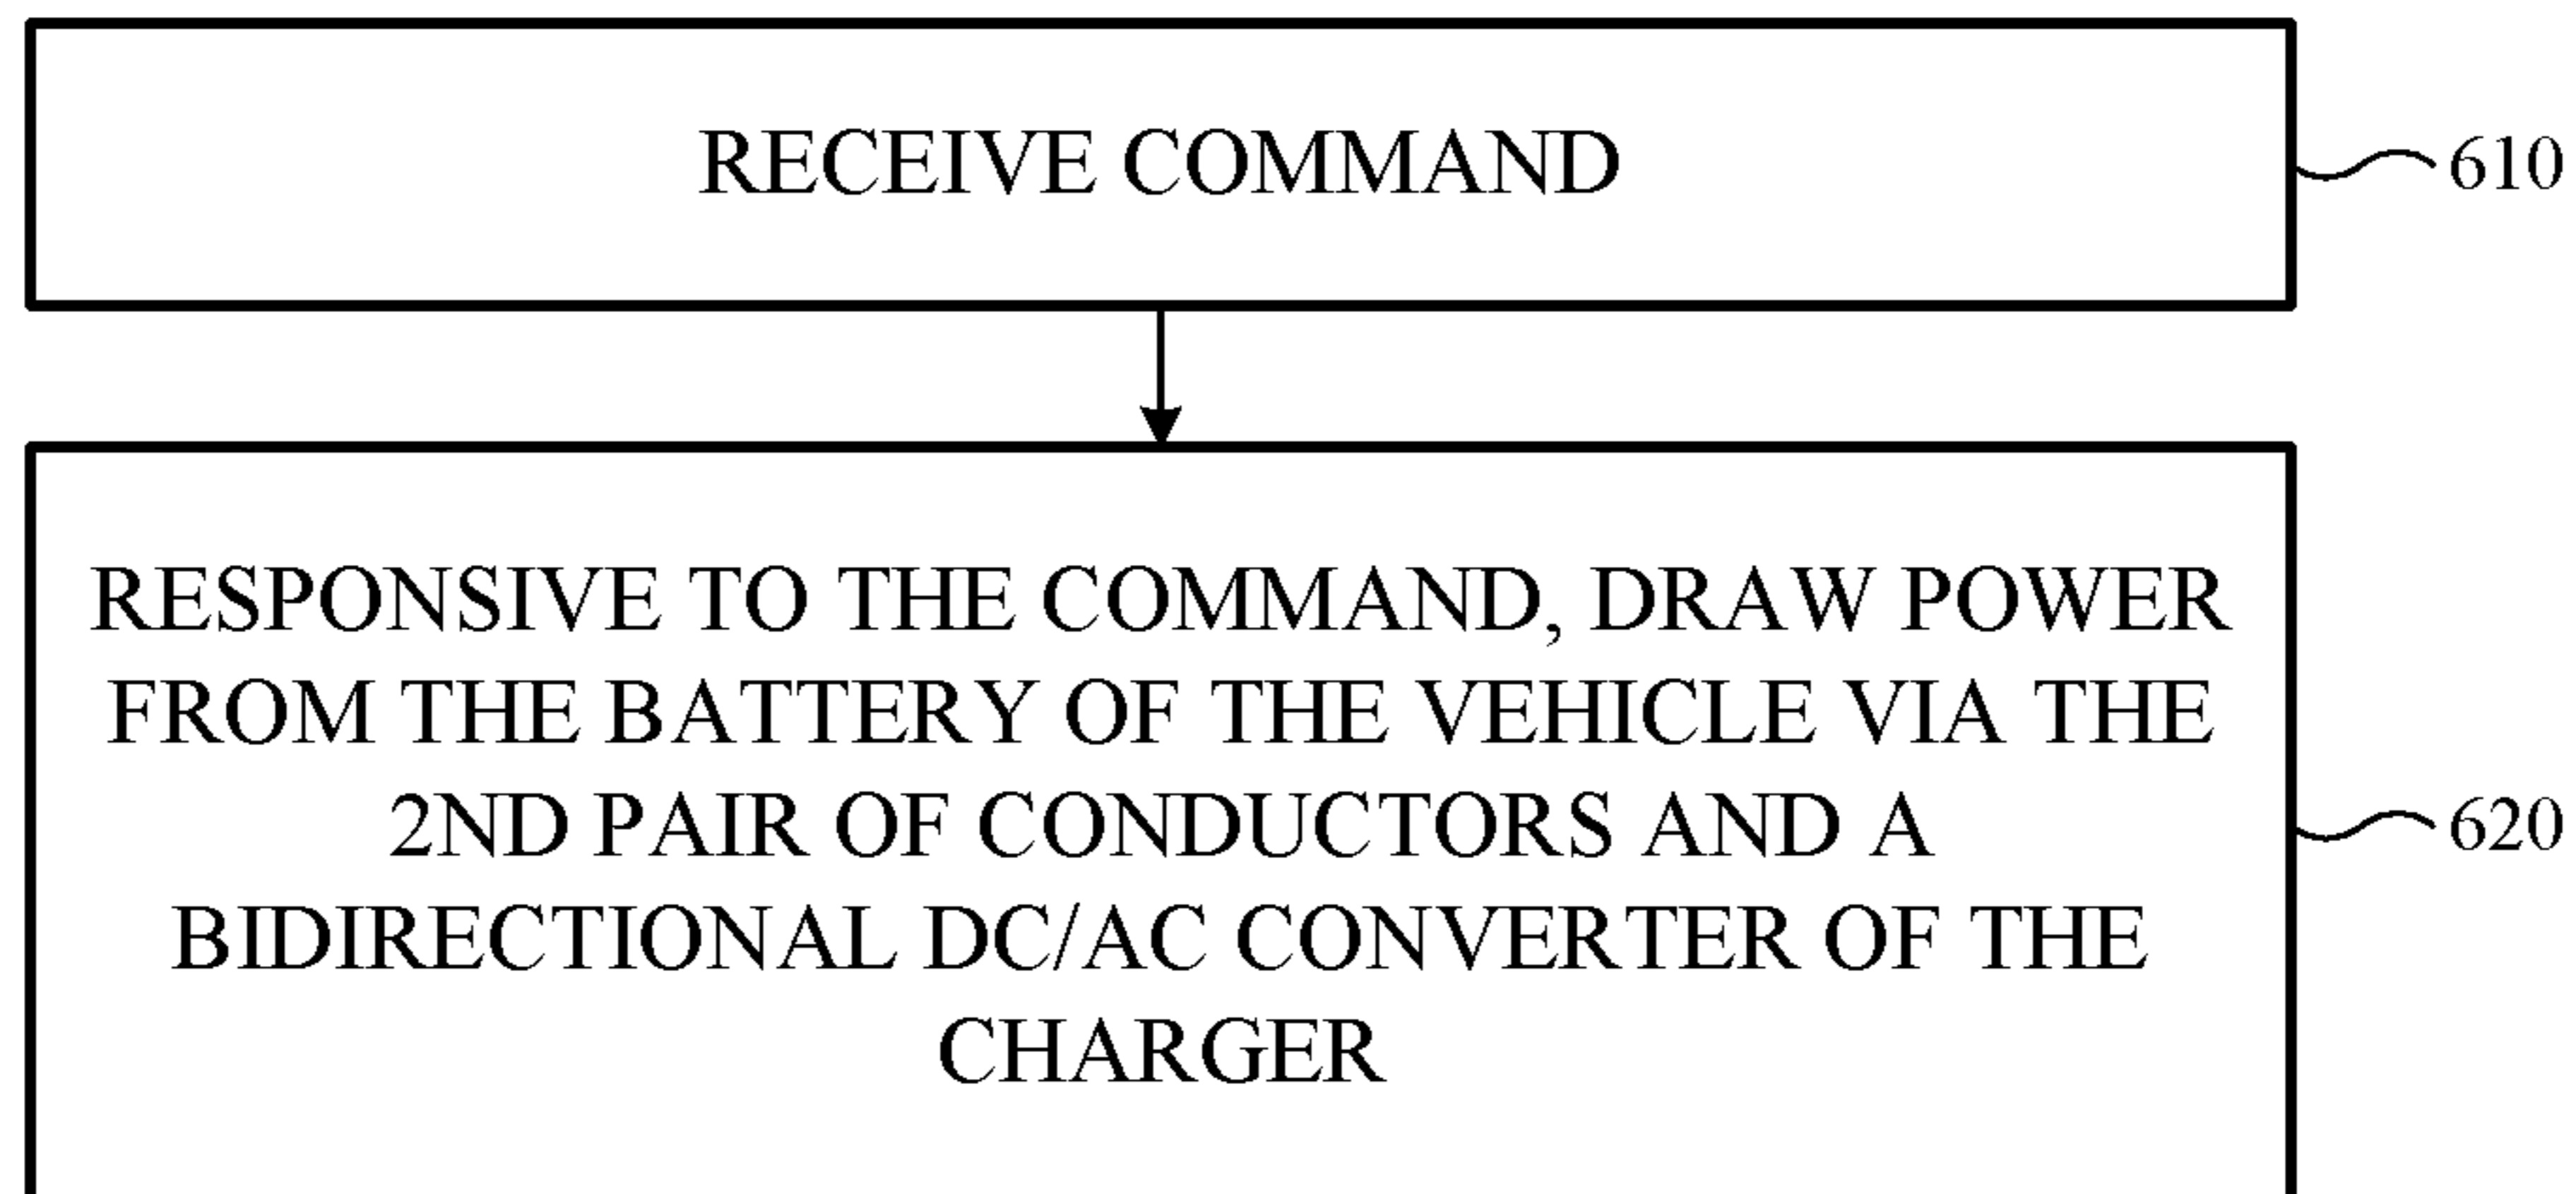 RECEIVE COMMAND
610
RESPONSIVE TO THE COMMAND, DRAW POWER
FROM THE BATTERY OF THE VEHICLE VIA THE
2ND PAIR OF CONDUCTORS AND A
BIDIRECTIONAL DC/AC CONVERTER OF THE
CHARGER
620